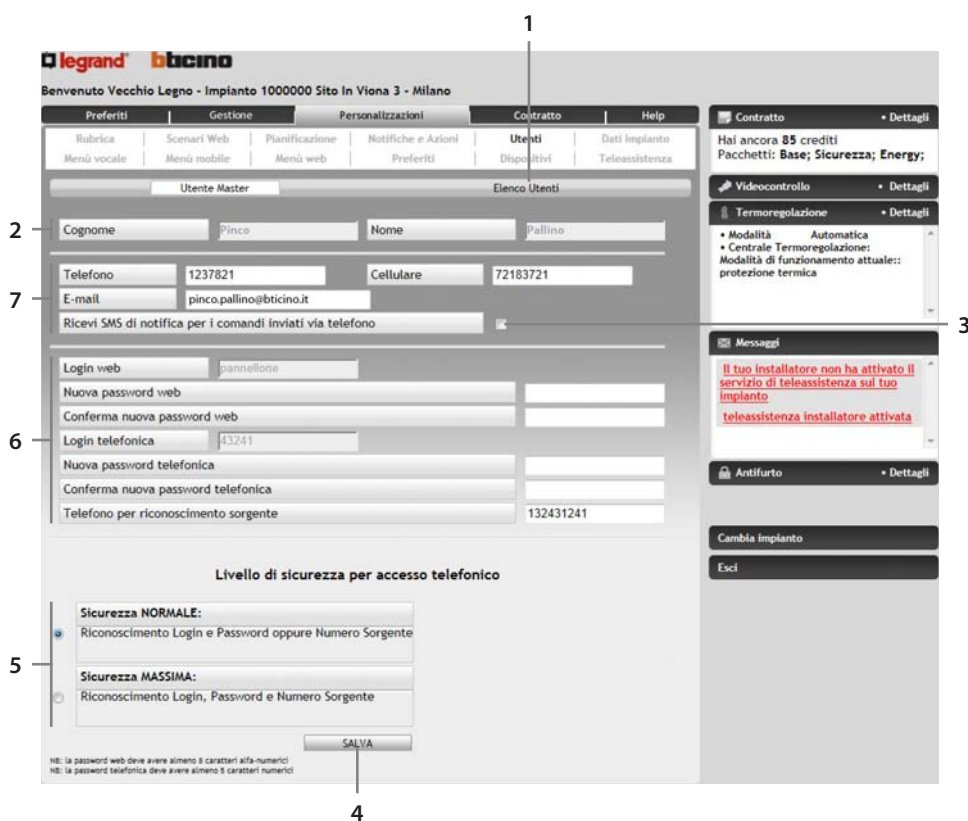 1
legrand bticino
Benvenuto Vecchio Legno - Impianto 1000000 Sito In Viona 3 - Milano
Preferiti Gestione Personalizzazioni Contratto Help
Rubrica Scenari Web Pianificazione Notifiche e Azioni Utenti Dati Impianto
Menù vocale Menù mobile Menù web Preferiti Dispositivi Teleassistenza
Utente Master Elenco Utenti
2
Cognome Pinco Nome Pallino
Telefono 1237821 Cellulare 72183721
7
E-mail pinco.pallino@bticino.it
Ricevi SMS di notifica per i comandi inviati via telefono
3
Login web pannellone
Nuova password web
Conferma nuova password web
6
Login telefonica 43241
Nuova password telefonica
Conferma nuova password telefonica
Telefono per riconoscimento sorgente 132431241
Livello di sicurezza per accesso telefonico
Sicurezza NORMALE:
Riconoscimento Login e Password oppure Numero Sorgente
5
Sicurezza MASSIMA:
Riconoscimento Login, Password e Numero Sorgente
SALVA
NB: la password web deve avere almeno 8 caratteri alfa-numerici
NB: la password telefonica deve avere almeno 5 caratteri numerici
4
Contratto • Dettagli
Hai ancora 85 crediti
Pacchetti: Base; Sicurezza; Energy;
Videocontrollo • Dettagli
Termoregolazione • Dettagli
• Modalità Automatica
• Centrale Termoregolazione:
Modalità di funzionamento attuale::
protezione termica
Messaggi
Il tuo installatore non ha attivato il
servizio di teleassistenza sul tuo
impianto
teleassistenza installatore attivata
Antifurto • Dettagli
Cambia impianto
Esci